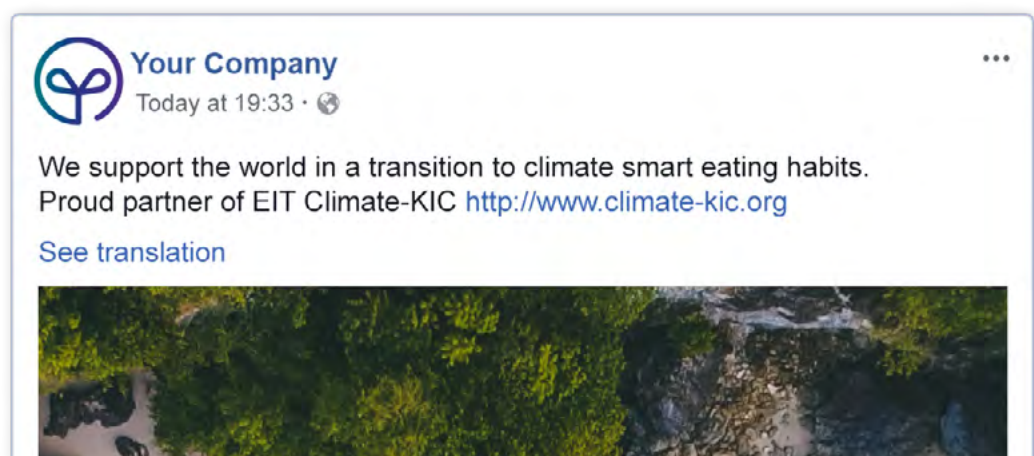 Your Company
Today at 19:33 ·
We support the world in a transition to climate smart eating habits.
Proud partner of EIT Climate-KIC http://www.climate-kic.org
See translation